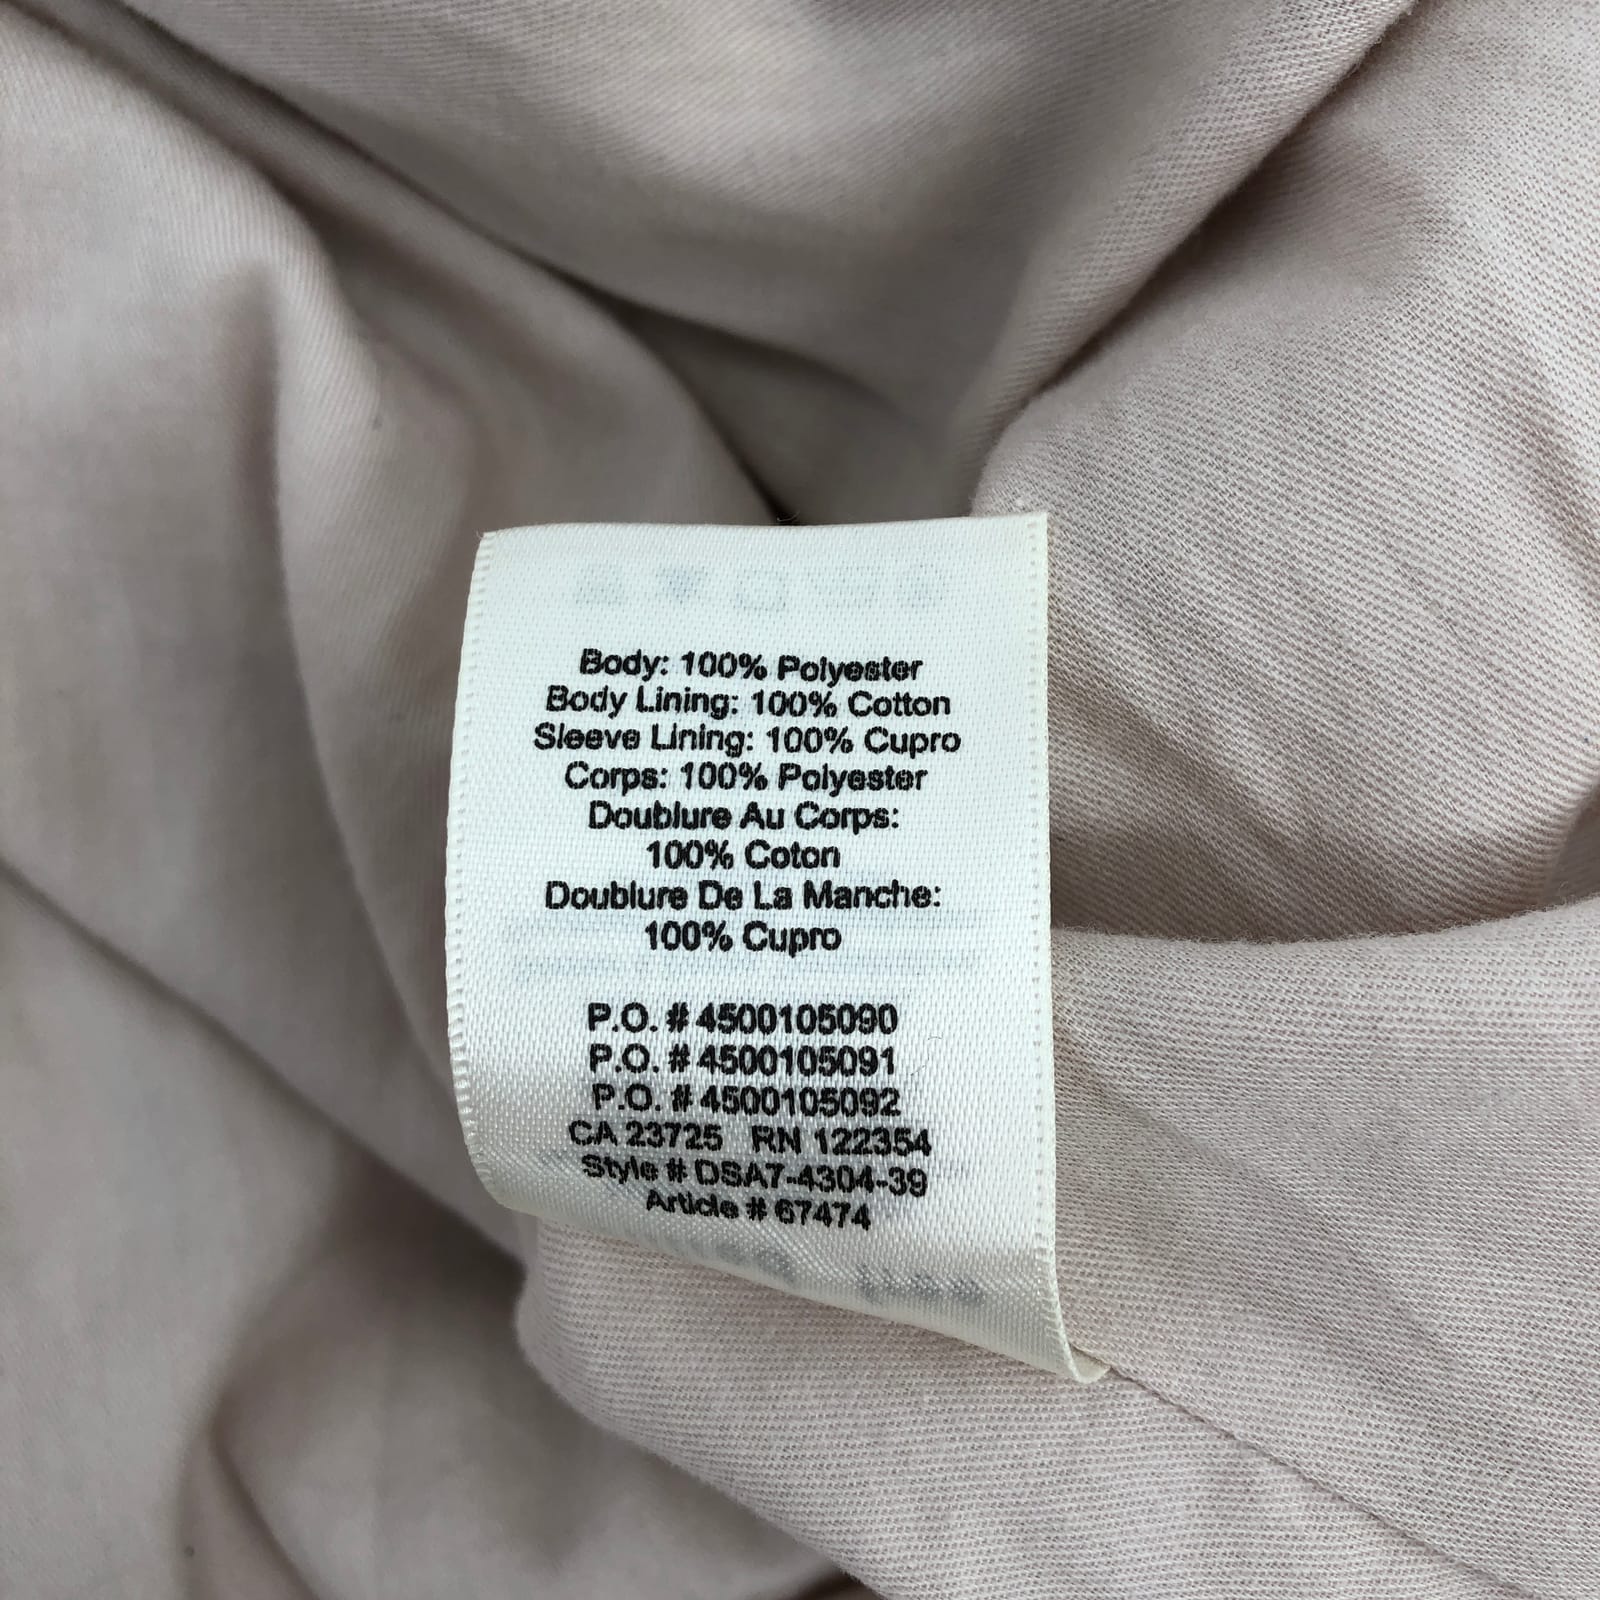 Body: 100% Polyester
Body Lining: 100% Cotton
Sleeve Lining: 100% Cupro
Corps: 100% Polyester
Doublure Au Corps:
100% Coton
Doublure De La Manche:
100% Cupro
P.O. # 4500105090
P.O. # 4500105091
P.O. # 4500105092
CA 23725 RN 122354
Style # DSA7-4304-39
Article # 67474